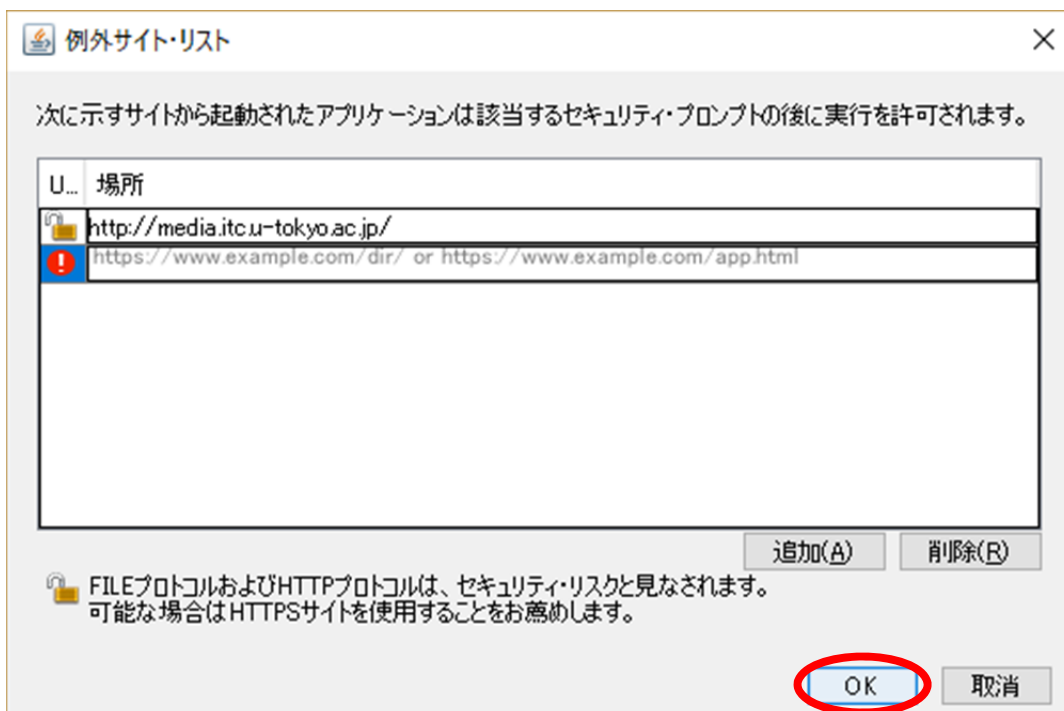 例外サイト・リスト
次に示すサイトから起動されたアプリケーションは該当するセキュリティ・プロンプトの後に実行を許可されます。
U... 場所
http://media.itc.u-tokyo.ac.jp/
https://www.example.com/dir/ or https://www.example.com/app.html
追加(A) 削除(R)
FILEプロトコルおよびHTTPプロトコルは、セキュリティ・リスクと見なされます。
可能な場合はHTTPSサイトを使用することをお薦めします。
OK 取消